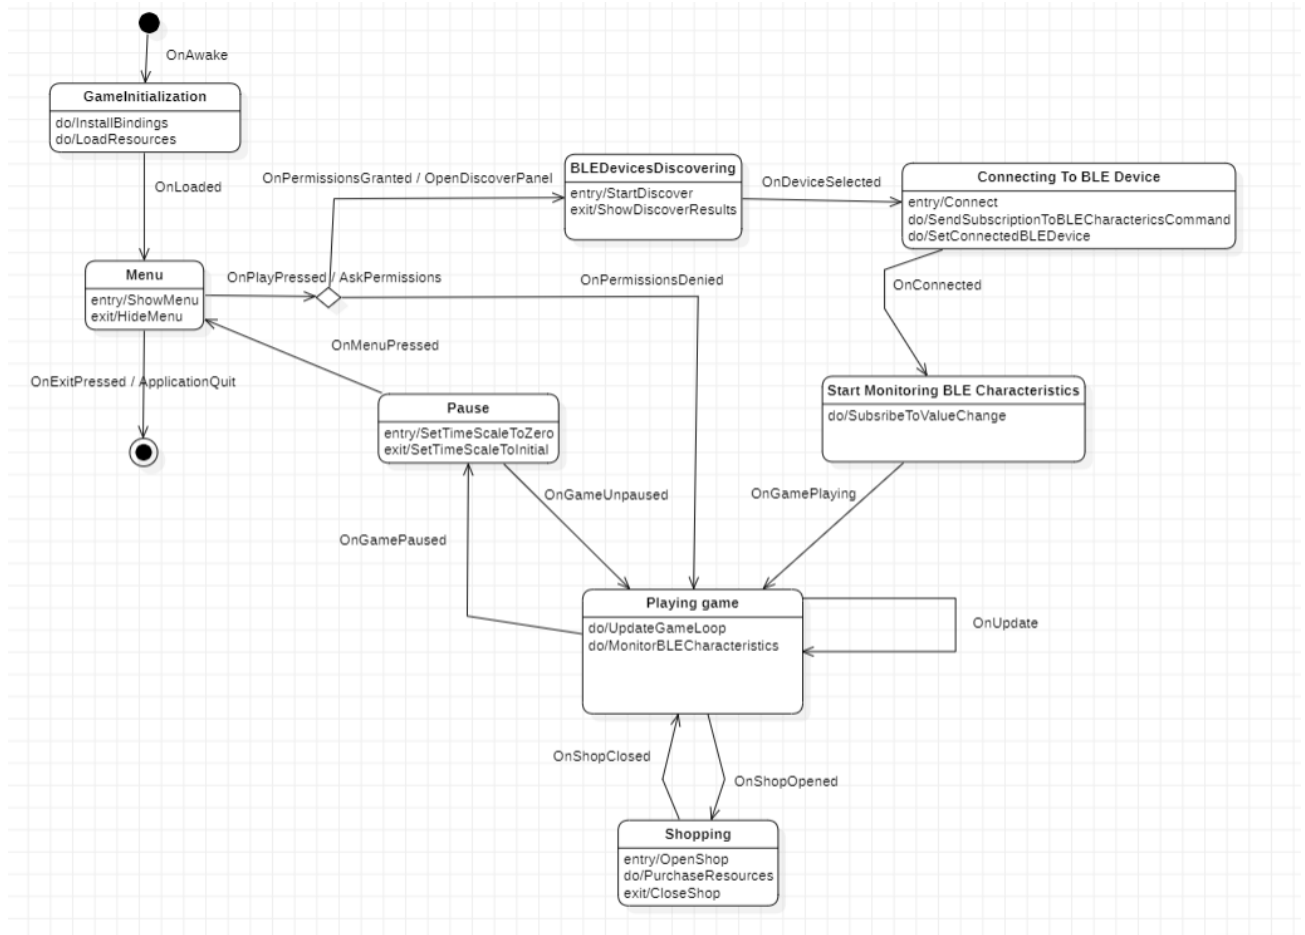 OnAwake
GameInitialization
do/InstallBindings
do/LoadResources
OnLoaded
OnPermissionsGranted / OpenDiscoverPanel
BLEDevicesDiscovering
entry/StartDiscover
exit/ShowDiscoverResults
OnDeviceSelected
Connecting To BLE Device
entry/Connect
do/SendSubscriptionToBLECharactericsCommand
do/SetConnectedBLEDevice
Menu
entry/ShowMenu
exit/HideMenu
OnPlayPressed / AskPermissions
OnPermissionsDenied
OnConnected
OnMenuPressed
OnExitPressed / ApplicationQuit
Pause
entry/SetTimeScaleToZero
exit/SetTimeScaleToInitial
Start Monitoring BLE Characteristics
do/SubsribeToValueChange
OnGameUnpaused
OnGamePlaying
OnGamePaused
Playing game
do/UpdateGameLoop
do/MonitorBLECharacteristics
OnUpdate
OnShopClosed
OnShopOpened
Shopping
entry/OpenShop
do/PurchaseResources
exit/CloseShop